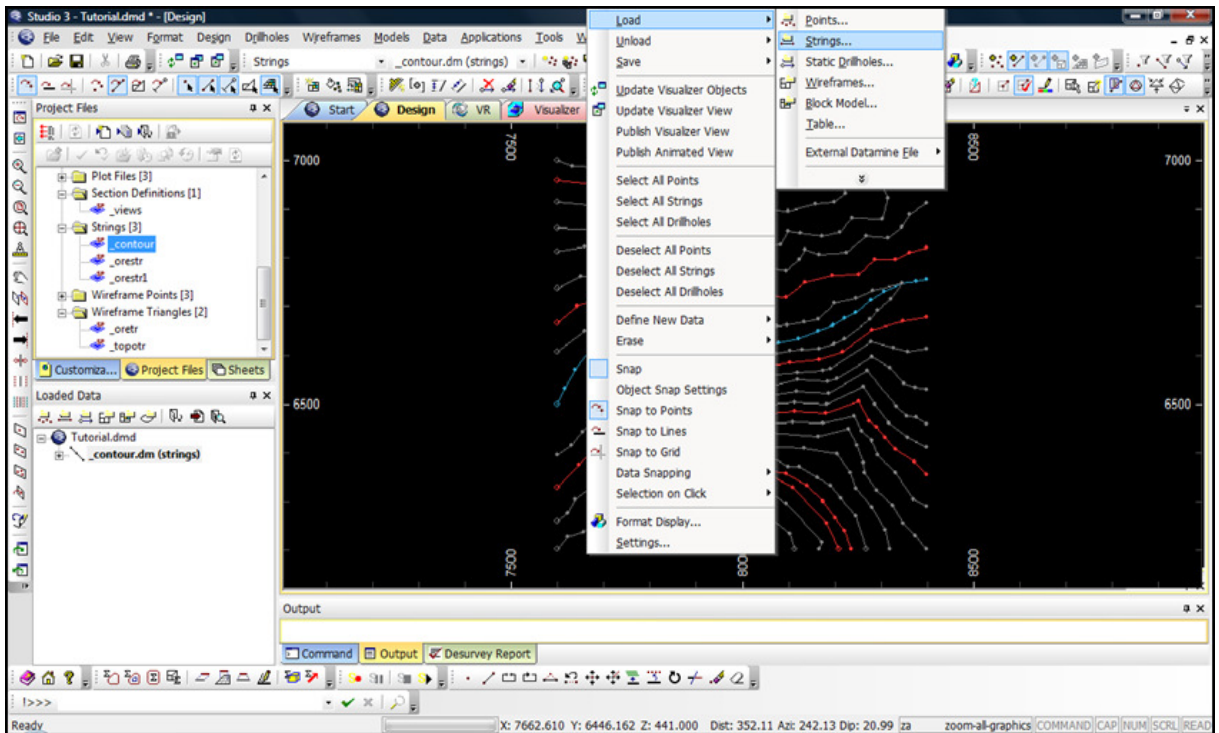 Studio 3 - Tutorial.dmd * - [Design]
File Edit View Format Design Drillholes Wireframes Models Data Applications Tools
Strings _contour.dm (strings)
Project Files
Start Design VR Visualizer
Plot Files [3]
Section Definitions [1]
_views
Strings [3]
_contour
_orestr
_orestr1
Wireframe Points [3]
Wireframe Triangles [2]
_oretr
_topotr
Customiza... Project Files Sheets
Loaded Data
Tutorial.dmd
_contour.dm (strings)
7500
8500
7000
7000
6500
6500
7500
8000
8500
Load
Unload
Save
Update Visualizer Objects
Update Visualizer View
Publish Visualizer View
Publish Animated View
Select All Points
Select All Strings
Select All Drillholes
Deselect All Points
Deselect All Strings
Deselect All Drillholes
Define New Data
Erase
Snap
Object Snap Settings
Snap to Points
Snap to Lines
Snap to Grid
Data Snapping
Selection on Click
Format Display...
Settings...
Points...
Strings...
Static Drillholes...
Wireframes...
Block Model...
Table...
External Datamine File
Output
Command Output Desurvey Report
!>>>
Ready
X: 7662.610 Y: 6446.162 Z: 441.000 Dist: 352.11 Azi: 242.13 Dip: 20.99 za zoom-all-graphics COMMAND CAP NUM SCRL READ